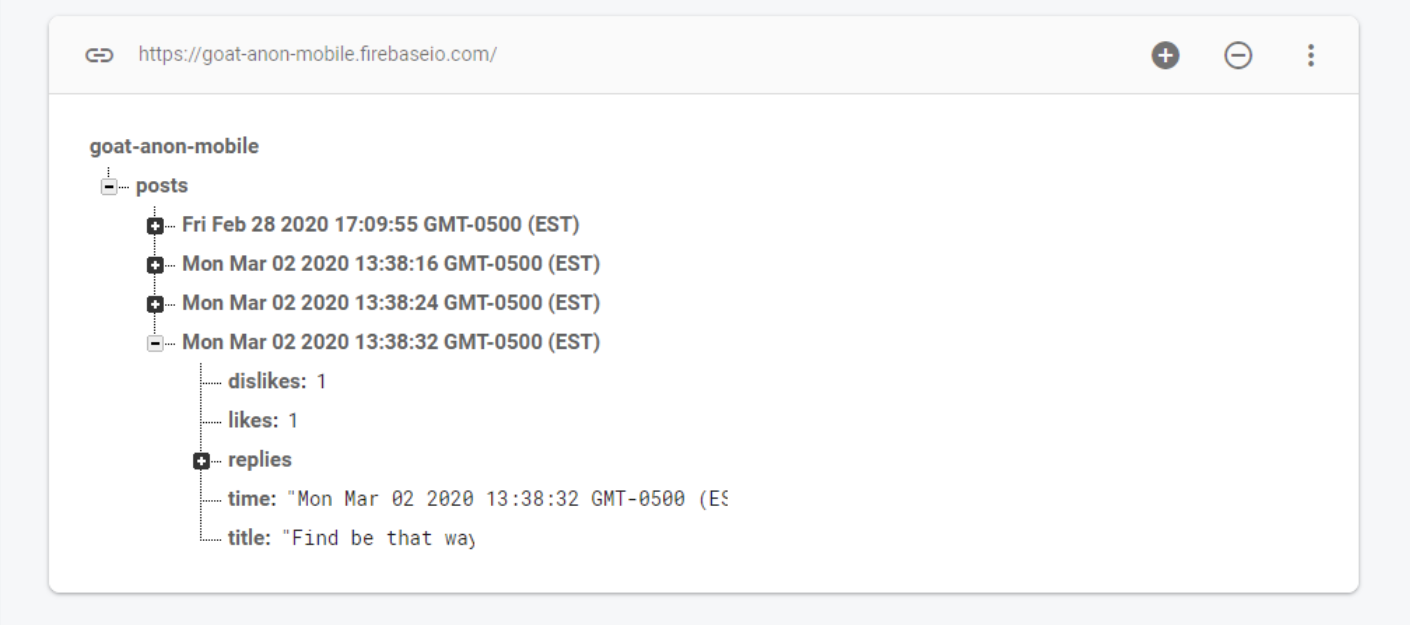 https://goat-anon-mobile.firebaseio.com/
goat-anon-mobile
posts
Fri Feb 28 2020 17:09:55 GMT-0500 (EST)
Mon Mar 02 2020 13:38:16 GMT-0500 (EST)
Mon Mar 02 2020 13:38:24 GMT-0500 (EST)
Mon Mar 02 2020 13:38:32 GMT-0500 (EST)
dislikes: 1
likes: 1
replies
time: "Mon Mar 02 2020 13:38:32 GMT-0500 (ES
title: "Find be that way